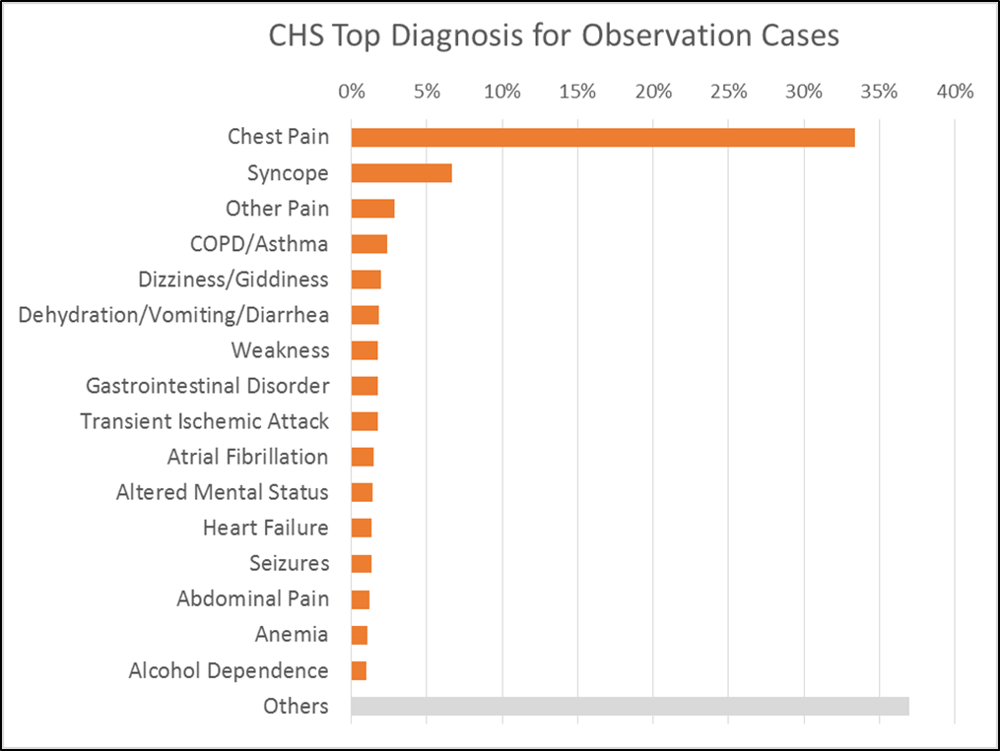 CHS Top Diagnosis for Observation Cases
0% 5% 10% 15% 20% 25% 30% 35% 40%
Chest Pain
Syncope
Other Pain
COPD/Asthma
Dizziness/Giddiness
Dehydration/Vomiting/Diarrhea
Weakness
Gastrointestinal Disorder
Transient Ischemic Attack
Atrial Fibrillation
Altered Mental Status
Heart Failure
Seizures
Abdominal Pain
Anemia
Alcohol Dependence
Others